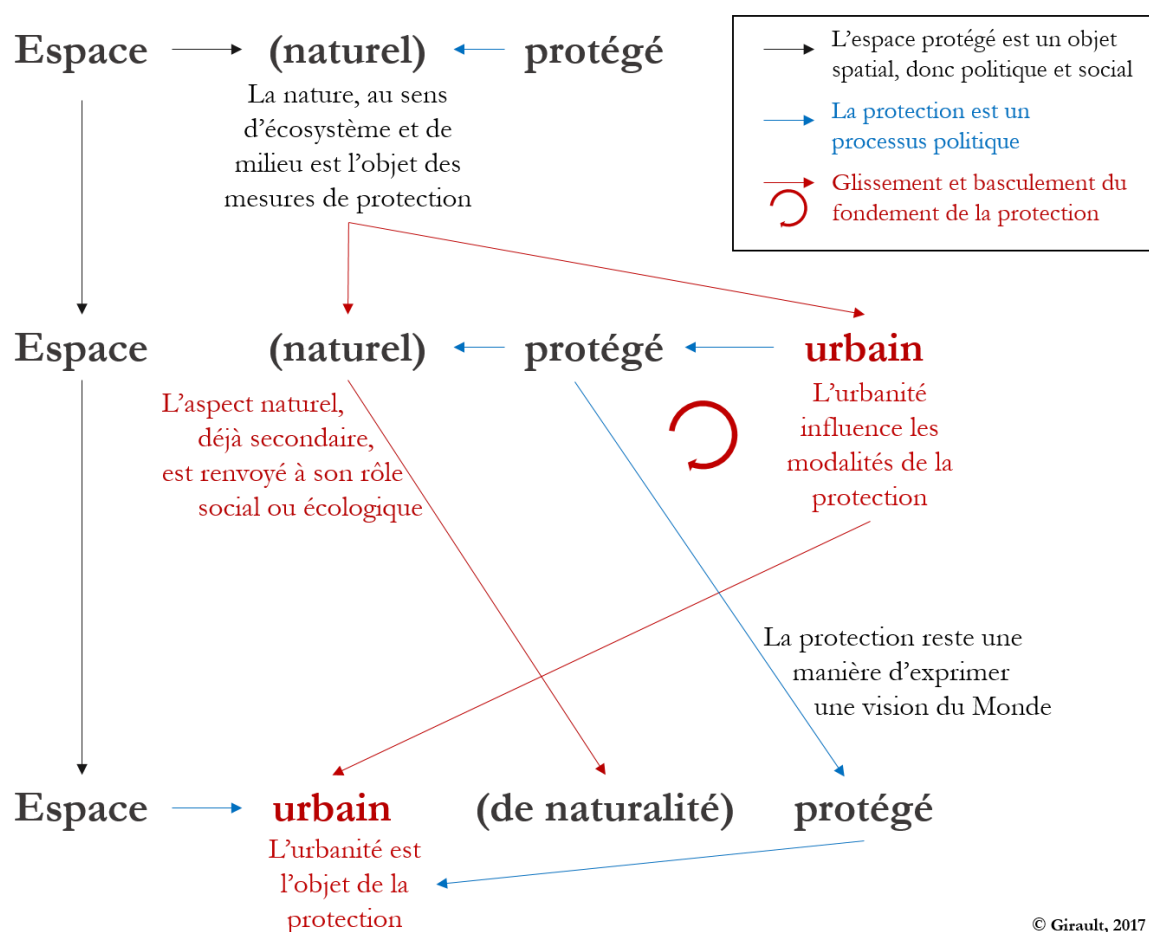 Espace (naturel) protégé
La nature, au sens
d'écosystème et de
milieu est l'objet des
mesures de protection
L'espace protégé est un objet
spatial, donc politique et social
La protection est un
processus politique
Glissement et basculement du
fondement de la protection
Espace (naturel) protégé urbain
L'aspect naturel,
déjà secondaire,
est renvoyé à son rôle
social ou écologique
L'urbanité
influence les
modalités de la
protection
La protection reste une
manière d'exprimer
une vision du Monde
Espace urbain (de naturalité) protégé
L'urbanité est
l'objet de la
protection
© Girault, 2017